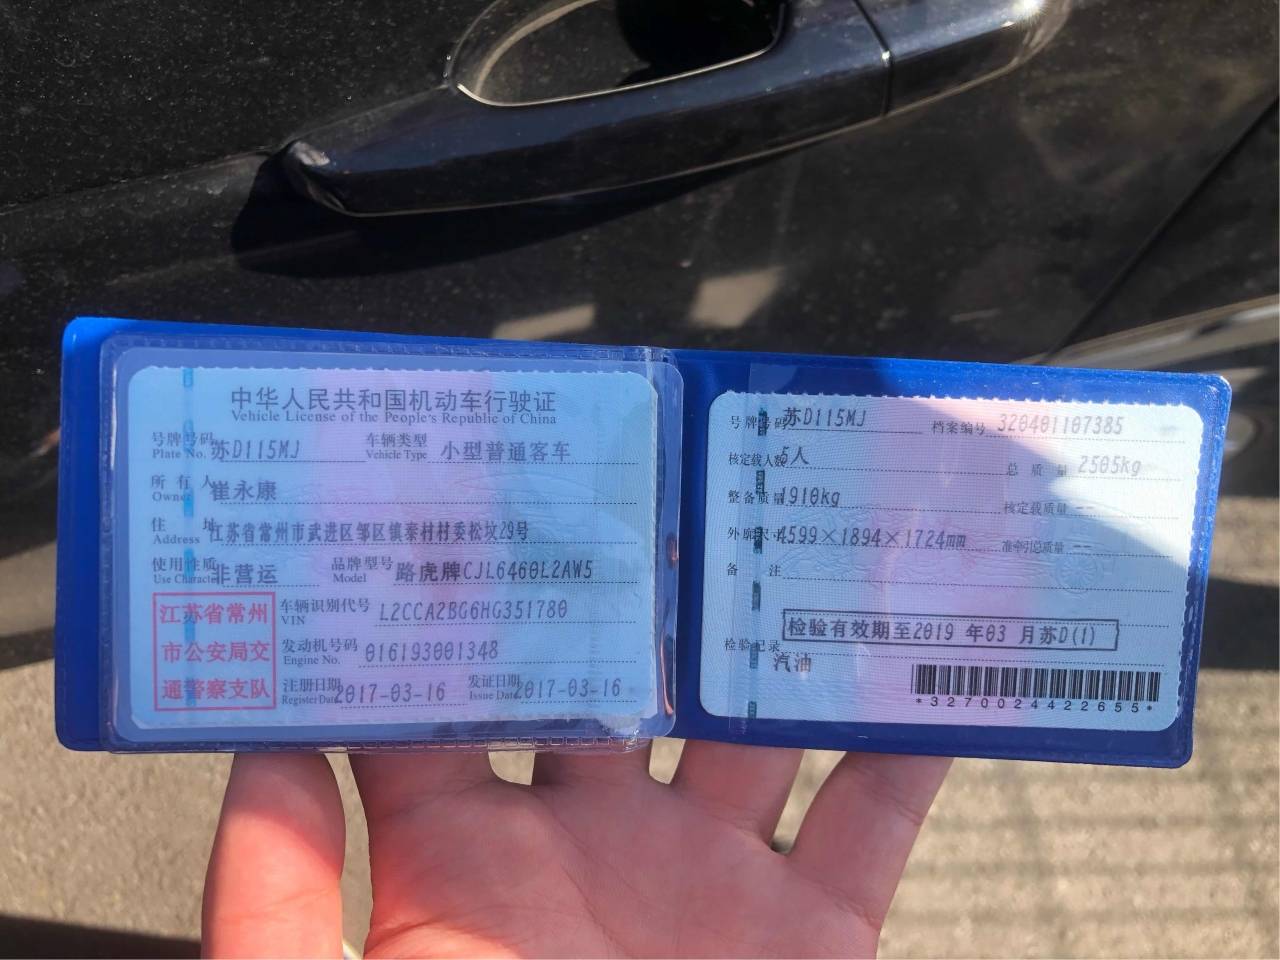 中华人民共和国机动车行驶证
Vehicle License of the People's Republic of China
号牌号码 苏D115MJ 车辆类型 小型普通客车
Plate No. Vehicle Type
所有人 崔永康
Owner
住址 江苏省常州市武进区邹区镇泰村村委松坟29号
Address
使用性质 非营运 品牌型号 路虎牌CJL6460L2AW5
Use Character Model
江苏省常州
市公安局交
通警察支队
车辆识别代号 L2CCA2BG6HG351780
VIN
发动机号码 016193001348
Engine No.
注册日期 2017-03-16 发证日期 2017-03-16
Register Date Issue Date
号牌号码 苏D115MJ 档案编号 320401107385
核定载人数 5人 总质量 2505kg
整备质量 1910kg 核定载质量 --
外廓尺寸 4599×1894×1724mm 准牵引总质量 --
备注
检验有效期至2019 年03 月苏D(1)
检验记录
汽油
*3270024422655*